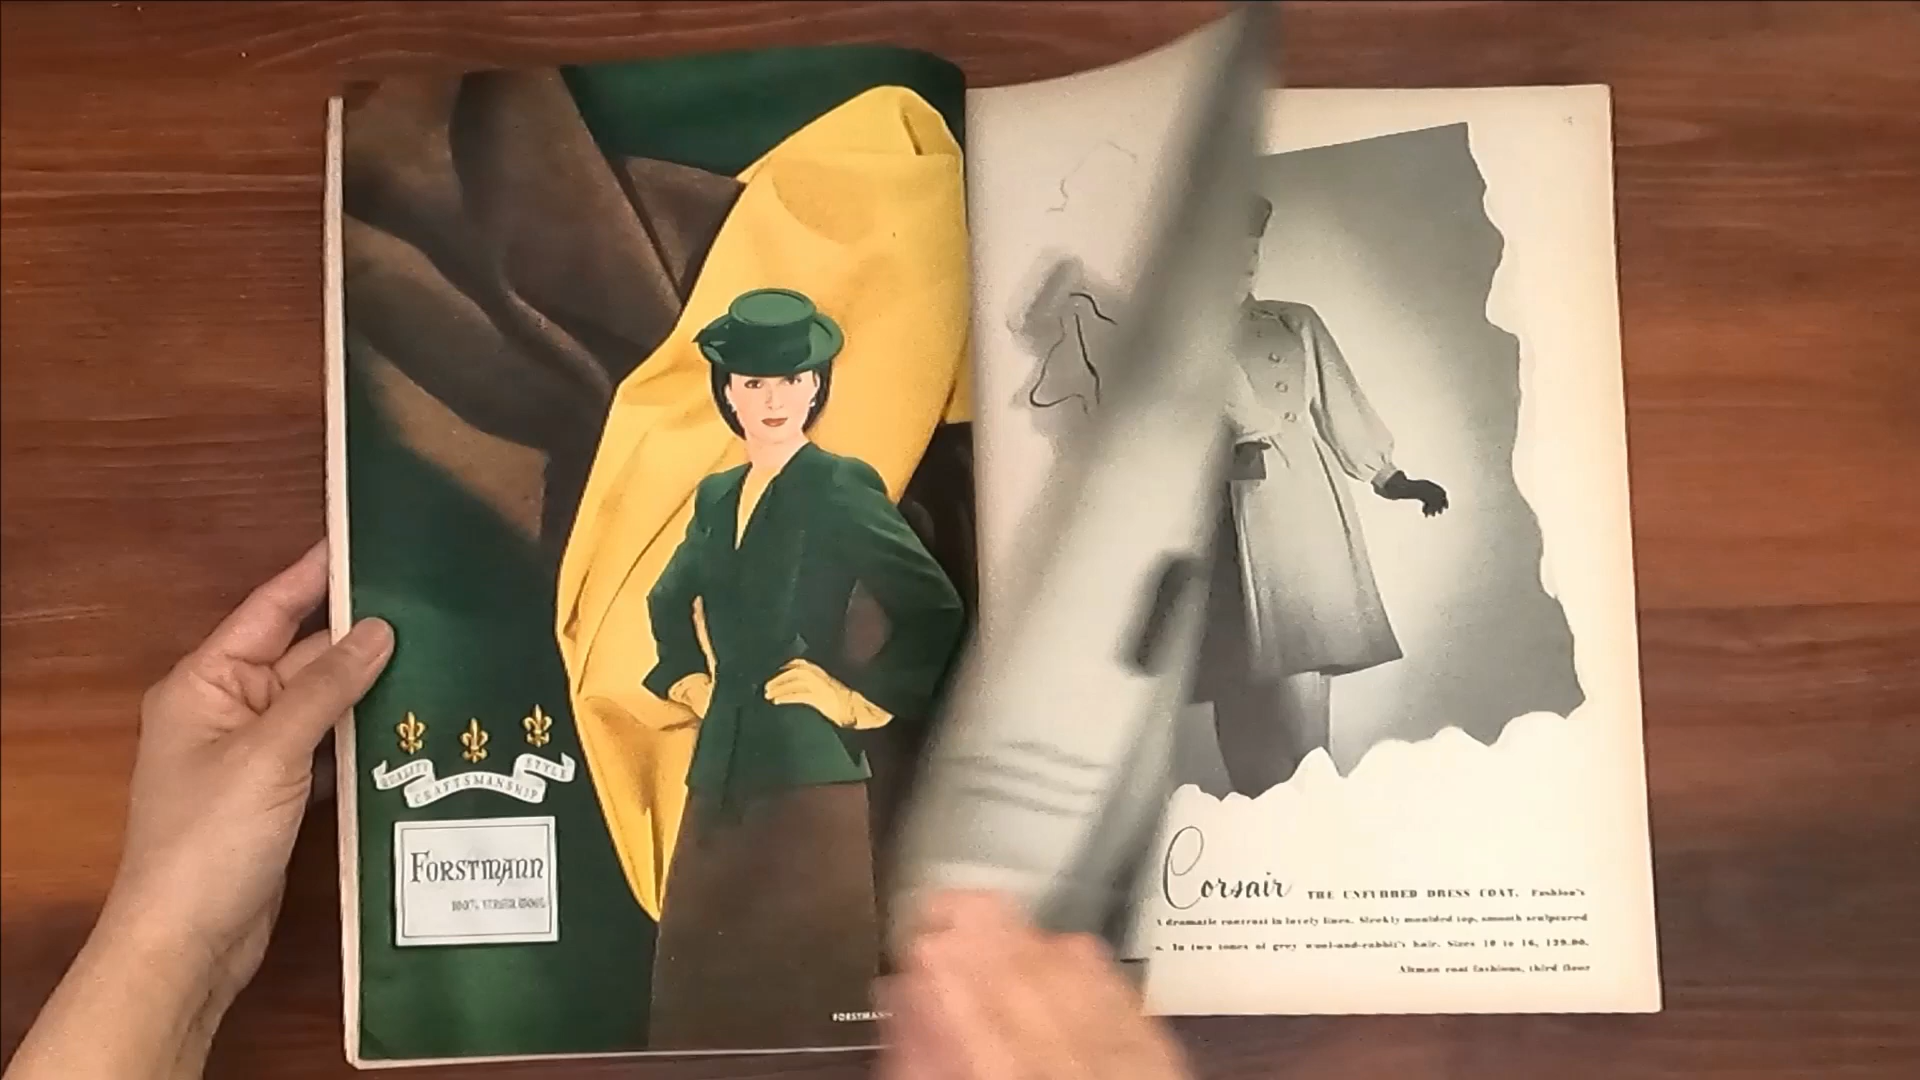 QUALITY
CRAFTSMANSHIP
STYLE
FORSTMANN
100% VIRGIN WOOL
FORSTMANN
Corsair THE UNFURRED DRESS COAT. Fashion's
dramatic contrast in lovely lines. Sleekly moulded top, smooth sculptured
In two tones of grey wool-and-rabbit's hair. Sizes 10 to 16, 139.00.
Altman coat fashions, third floor